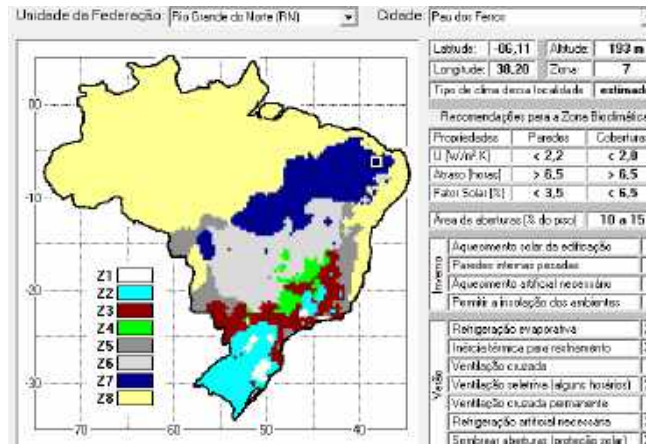 Unidade da Federação: Rio Grande do Norte (RN) Cidade: Pau dos Ferros
Latitude: -06,11 Altitude: 193 m
Longitude: 38,20 Zona: 7
Tipo de clima dessa localidade estimad
Recomendações para a Zona Bioclimática
Propriedades Paredes Cobertura
U [W/m².K] < 2,2 < 2,0
Atraso [horas] > 6,5 > 6,5
Fator Solar [%] < 3,5 < 6,5
Área de aberturas [% do piso] 10 a 15
Inverno
Aquecimento solar da edificação
Paredes internas pesadas
Aquecimento artificial necessário
Permitir a insolação dos ambientes
Verão
Refrigeração evaporativa
Inércia térmica para resfriamento
Ventilação cruzada
Ventilação seletiva (alguns horários)
Ventilação cruzada permanente
Refrigeração artificial necessária
Sombrear aberturas (proteção solar)
00
-10
-20
-30
70 60 50 40
Z1
Z2
Z3
Z4
Z5
Z6
Z7
Z8